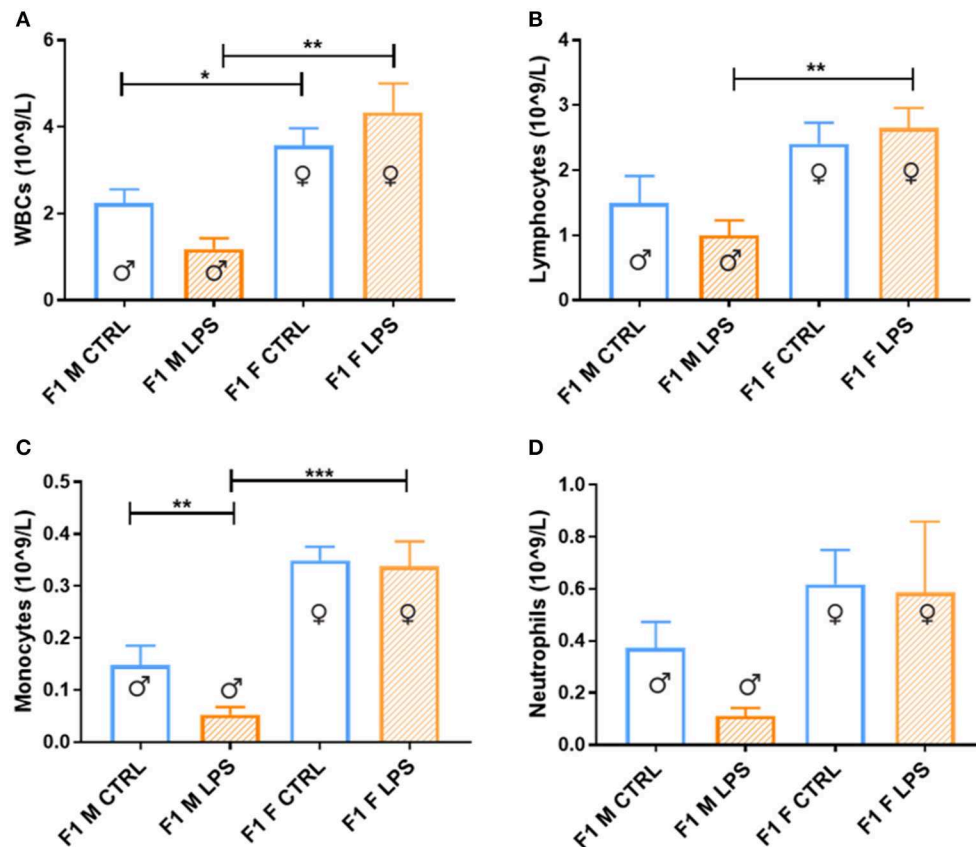 A
WBCs (10^9/L)
6
4
2
0
*
**
♂
♂
♀
♀
F1 M CTRL
F1 M LPS
F1 F CTRL
F1 F LPS
B
Lymphocytes (10^9/L)
4
3
2
1
0
**
♂
♂
♀
♀
F1 M CTRL
F1 M LPS
F1 F CTRL
F1 F LPS
C
Monocytes (10^9/L)
0.5
0.4
0.3
0.2
0.1
0.0
**
***
♂
♂
♀
♀
F1 M CTRL
F1 M LPS
F1 F CTRL
F1 F LPS
D
Neutrophils (10^9/L)
1.0
0.8
0.6
0.4
0.2
0.0
♂
♂
♀
♀
F1 M CTRL
F1 M LPS
F1 F CTRL
F1 F LPS